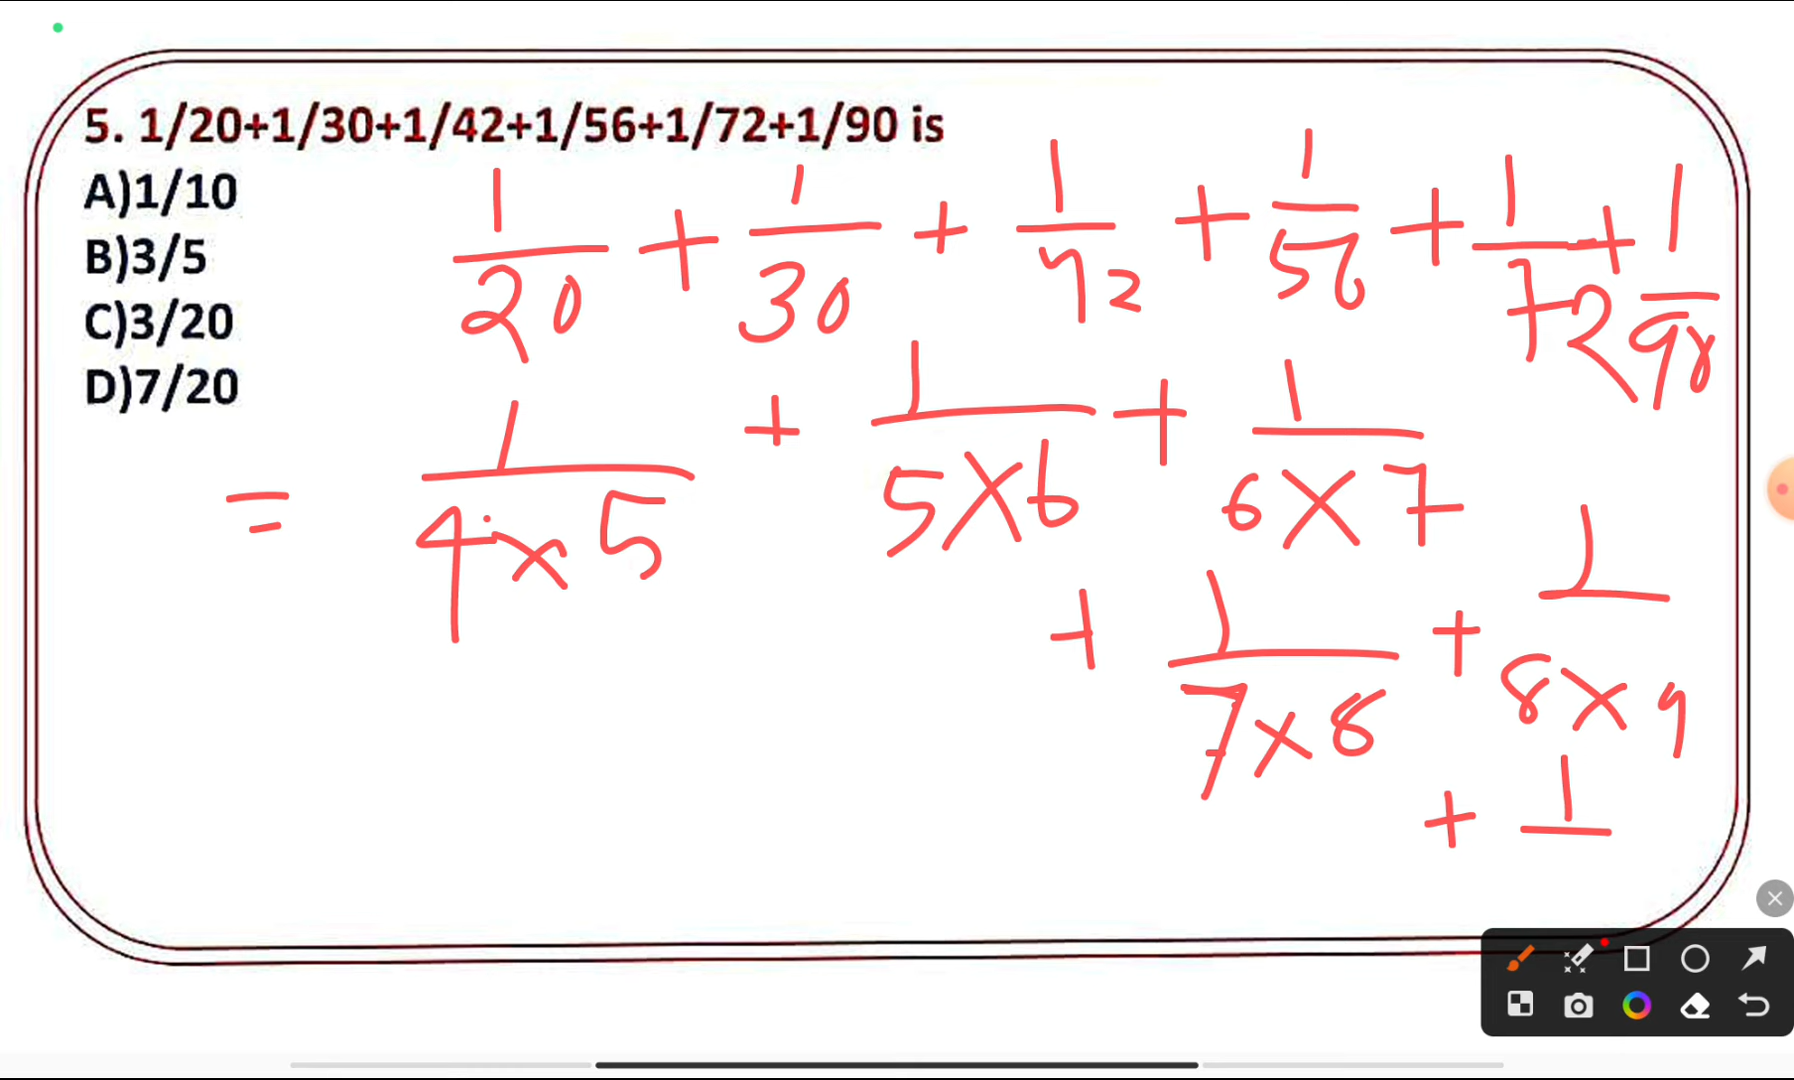 5. 1/20+1/30+1/42+1/56+1/72+1/90 is
A)1/10
B)3/5
C)3/20
D)7/20
1/20 + 1/30 + 1/42 + 1/56 + 1/72 + 1/90
= 1/4×5 + 1/5×6 + 1/6×7
+ 1/7×8 + 1/8×9
+ 1